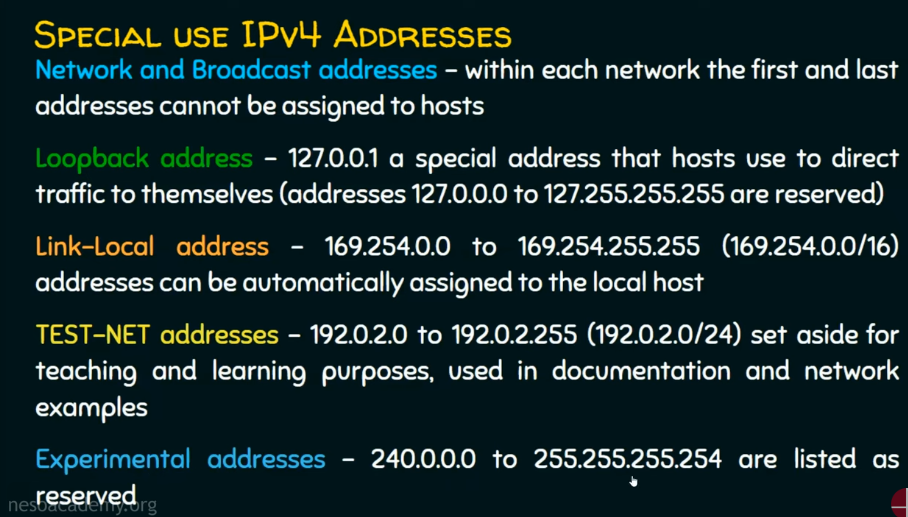 SPECIAL USE IPV4 ADDRESSES
Network and Broadcast addresses – within each network the first and last
addresses cannot be assigned to hosts
Loopback address – 127.0.0.1 a special address that hosts use to direct
traffic to themselves (addresses 127.0.0.0 to 127.255.255.255 are reserved)
Link-Local address – 169.254.0.0 to 169.254.255.255 (169.254.0.0/16)
addresses can be automatically assigned to the local host
TEST-NET addresses – 192.0.2.0 to 192.0.2.255 (192.0.2.0/24) set aside for
teaching and learning purposes, used in documentation and network
examples
Experimental addresses – 240.0.0.0 to 255.255.255.254 are listed as
reserved
nesoacademy.org